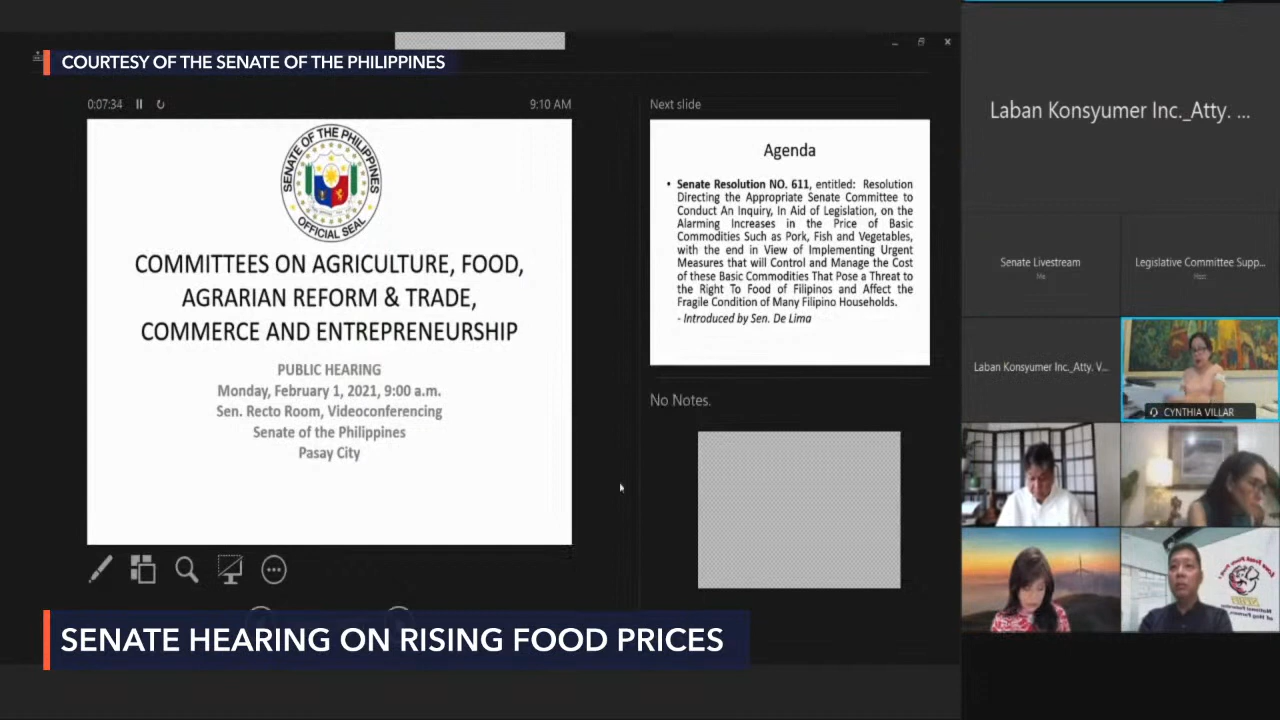 COURTESY OF THE SENATE OF THE PHILIPPINES
0:07:34
9:10 AM
SENATE OF THE PHILIPPINES
OFFICIAL SEAL
COMMITTEES ON AGRICULTURE, FOOD,
AGRARIAN REFORM & TRADE,
COMMERCE AND ENTREPRENEURSHIP
PUBLIC HEARING
Monday, February 1, 2021, 9:00 a.m.
Sen. Recto Room, Videoconferencing
Senate of the Philippines
Pasay City
Next slide
Agenda
• Senate Resolution NO. 611, entitled: Resolution
Directing the Appropriate Senate Committee to
Conduct An Inquiry, In Aid of Legislation, on the
Alarming Increases in the Price of Basic
Commodities Such as Pork, Fish and Vegetables,
with the end in View of Implementing Urgent
Measures that will Control and Manage the Cost
of these Basic Commodities That Pose a Threat to
the Right To Food of Filipinos and Affect the
Fragile Condition of Many Filipino Households.
- Introduced by Sen. De Lima
No Notes.
SENATE HEARING ON RISING FOOD PRICES
Laban Konsyumer Inc._Atty. ...
Senate Livestream
Me
Legislative Committee Supp...
Host
Laban Konsyumer Inc._Atty. V...
CYNTHIA VILLAR